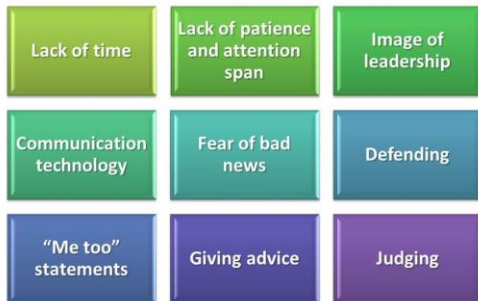 Lack of time
Lack of patience
and attention
span
Image of
leadership
Communication
technology
Fear of bad
news
Defending
“Me too”
statements
Giving advice
Judging